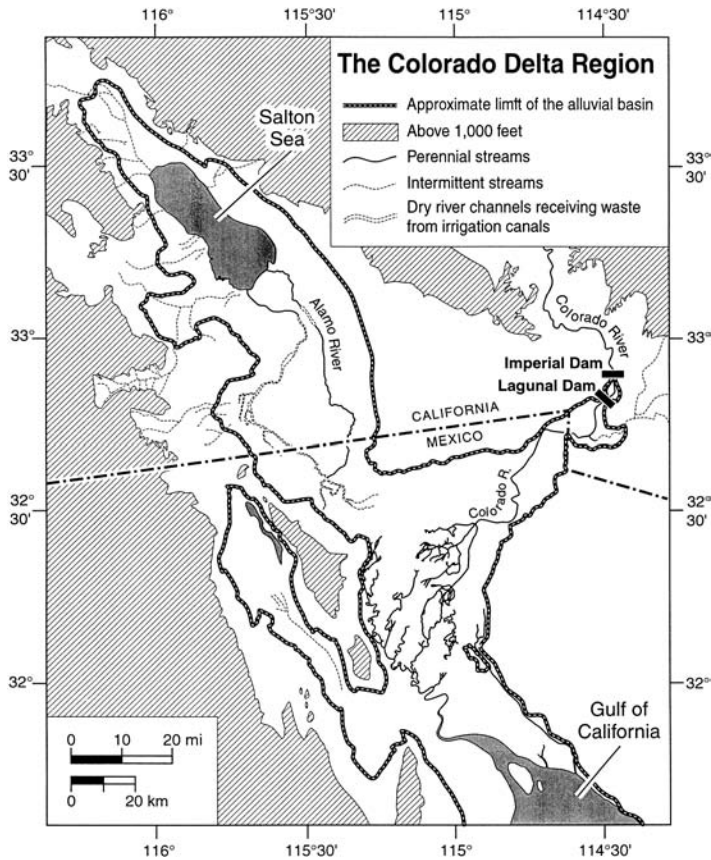 116°
115°30'
115°
114°30'
The Colorado Delta Region
Approximate limft of the alluvial basin
Above 1,000 feet
Perennial streams
Intermittent streams
Dry river channels receiving waste
from irrigation canals
Salton
Sea
33°
30'
33°
30'
Alamo River
Colorado River
33°
33°
Imperial Dam
Lagunal Dam
CALIFORNIA
MEXICO
Colorado R.
32°
30'
32°
30'
32°
32°
Gulf of
California
0 10 20 mi
0 20 km
116°
115°30'
115°
114°30'